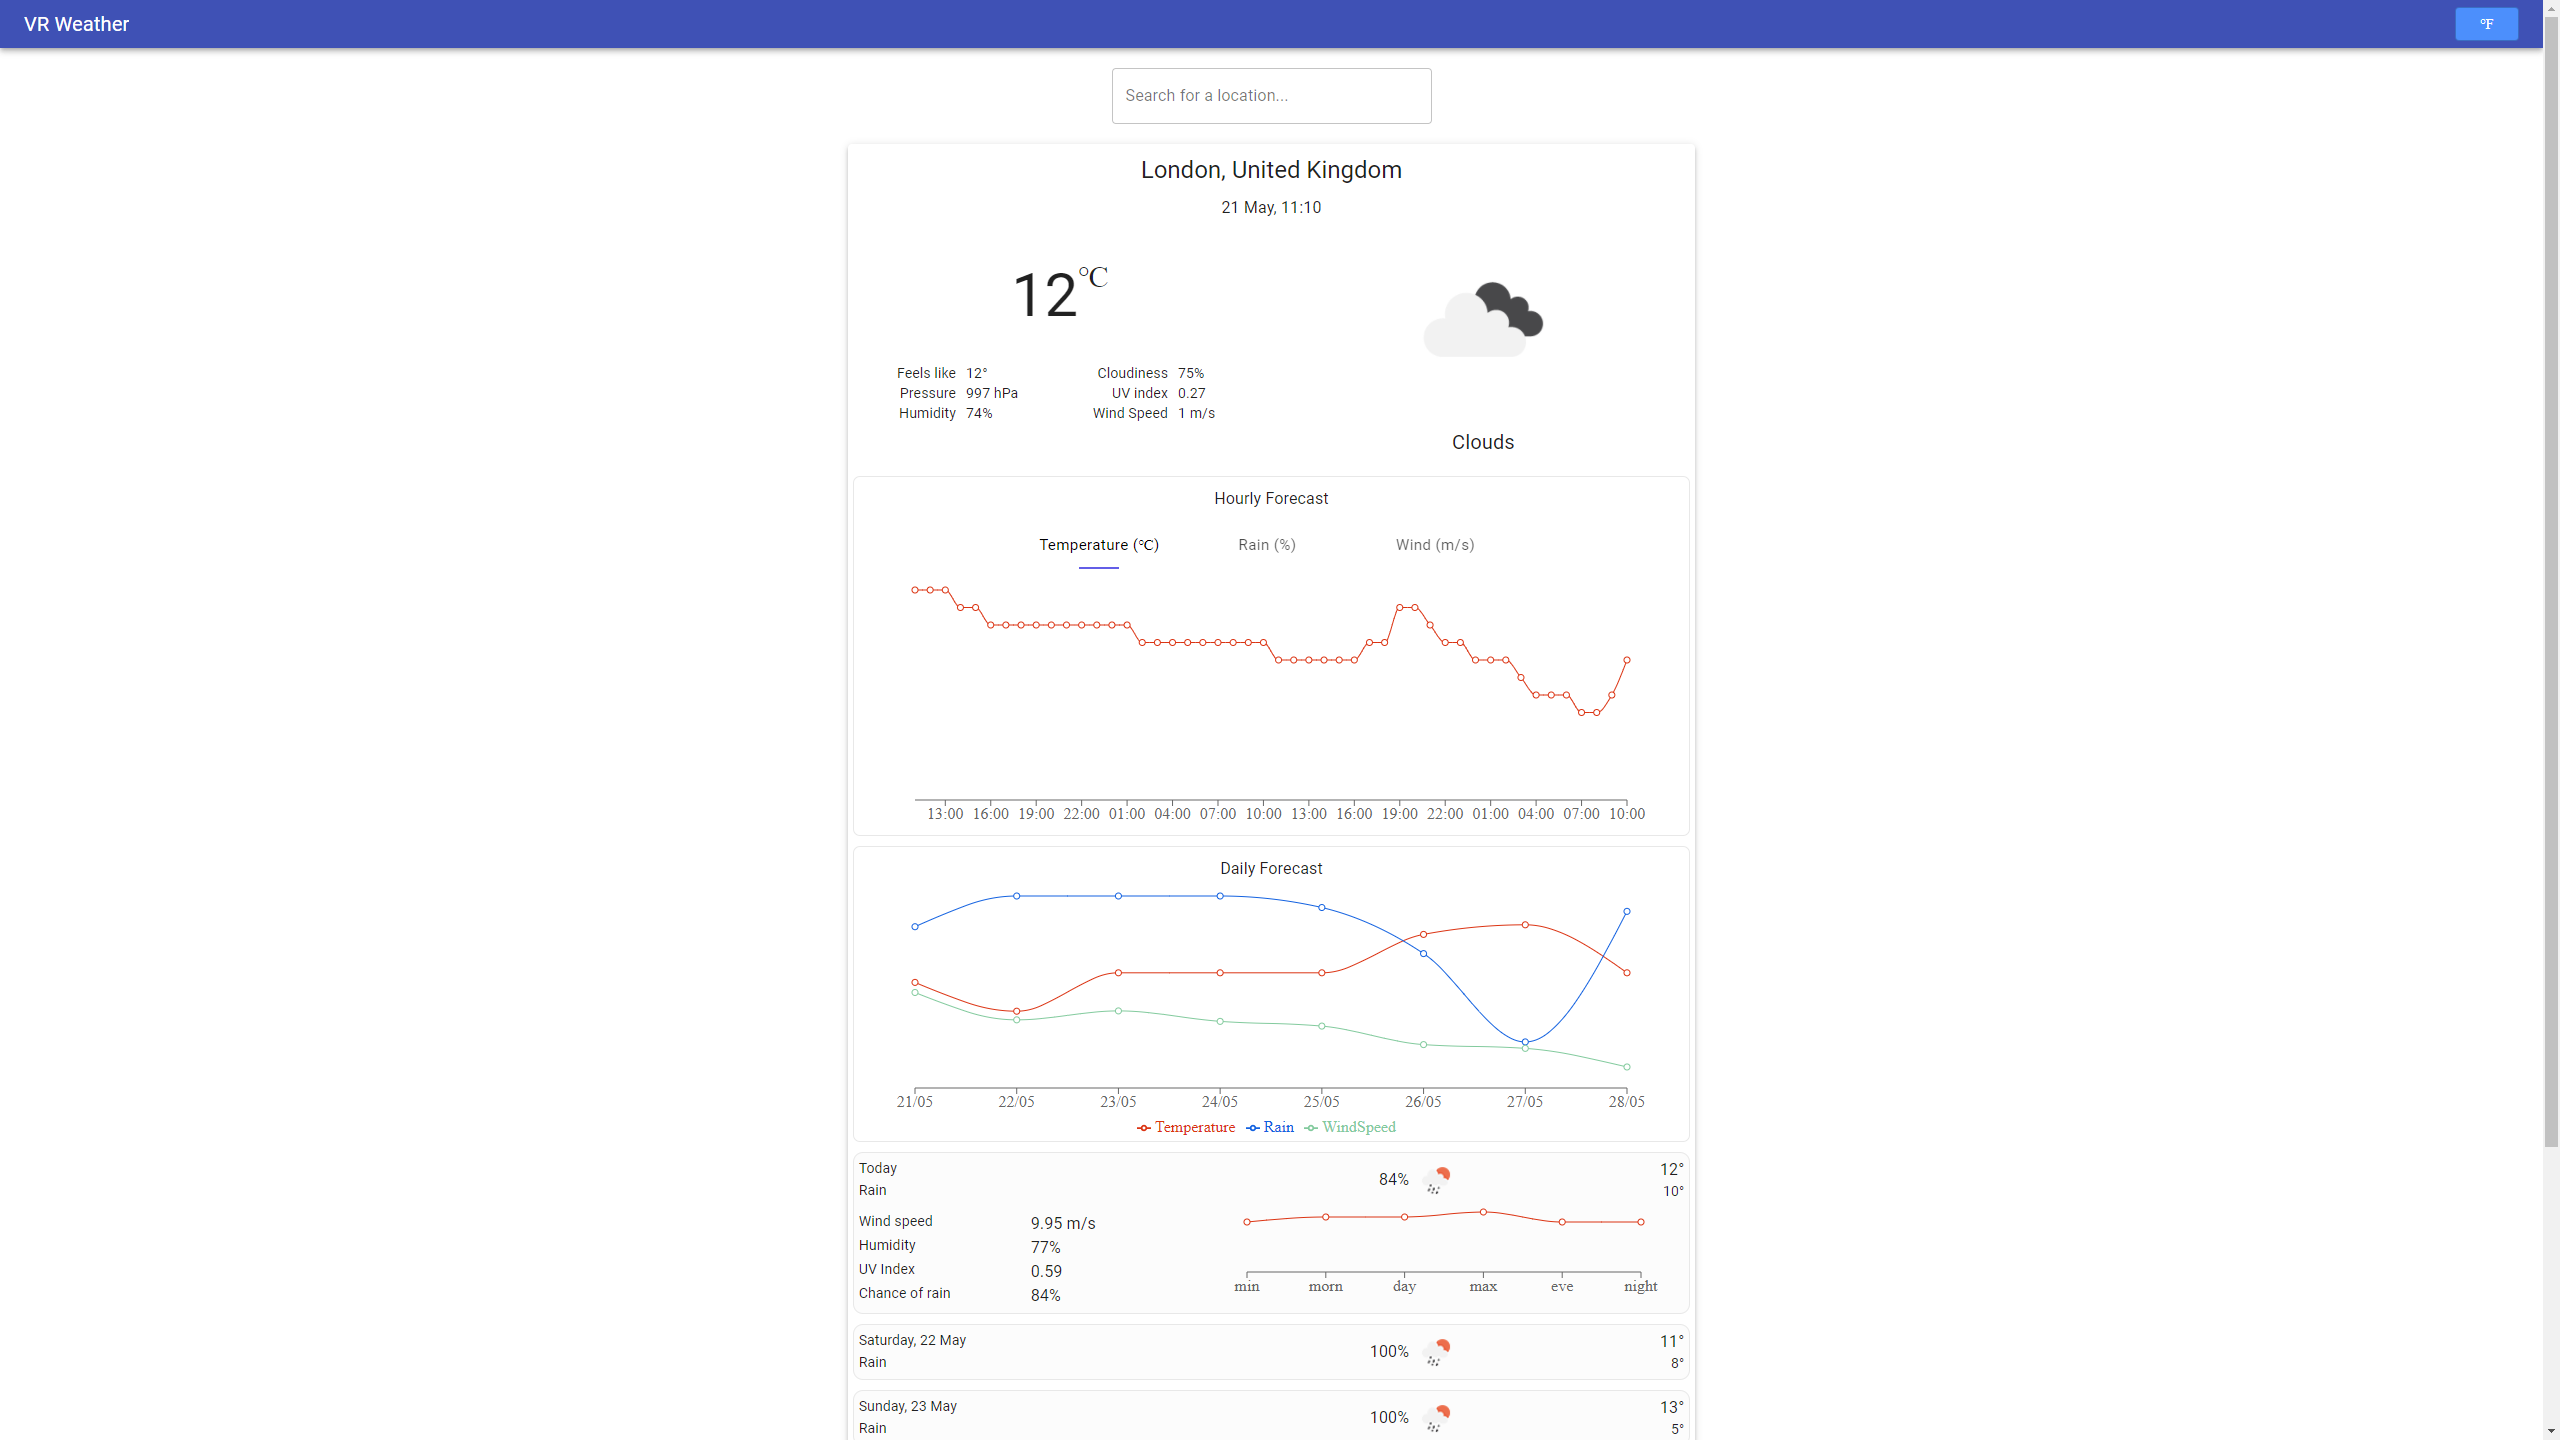 VR Weather
°F
Search for a location...
London, United Kingdom
21 May, 11:10
12°C
Feels like 12° Cloudiness 75%
Pressure 997 hPa UV index 0.27
Humidity 74% Wind Speed 1 m/s
Clouds
Hourly Forecast
Temperature (°C) Rain (%) Wind (m/s)
13:00 16:00 19:00 22:00 01:00 04:00 07:00 10:00 13:00 16:00 19:00 22:00 01:00 04:00 07:00 10:00
Daily Forecast
21/05 22/05 23/05 24/05 25/05 26/05 27/05 28/05
Temperature Rain WindSpeed
Today 84% 12°
Rain 10°
Wind speed 9.95 m/s
Humidity 77%
UV Index 0.59
Chance of rain 84%
min morn day max eve night
Saturday, 22 May 100% 11°
Rain 8°
Sunday, 23 May 100% 13°
Rain 5°